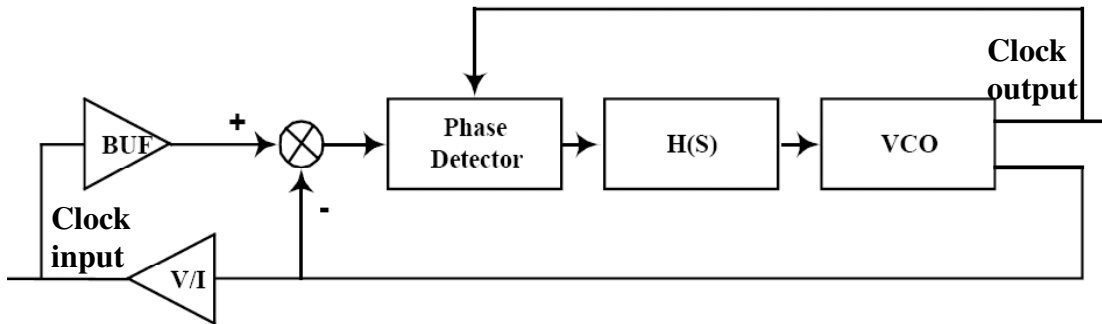 Clock
output
BUF
+
Phase
Detector
H(S)
VCO
-
Clock
input
V/I